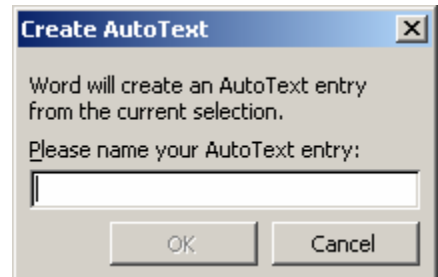 Create AutoText
Word will create an AutoText entry
from the current selection.
Please name your AutoText entry:
OK
Cancel